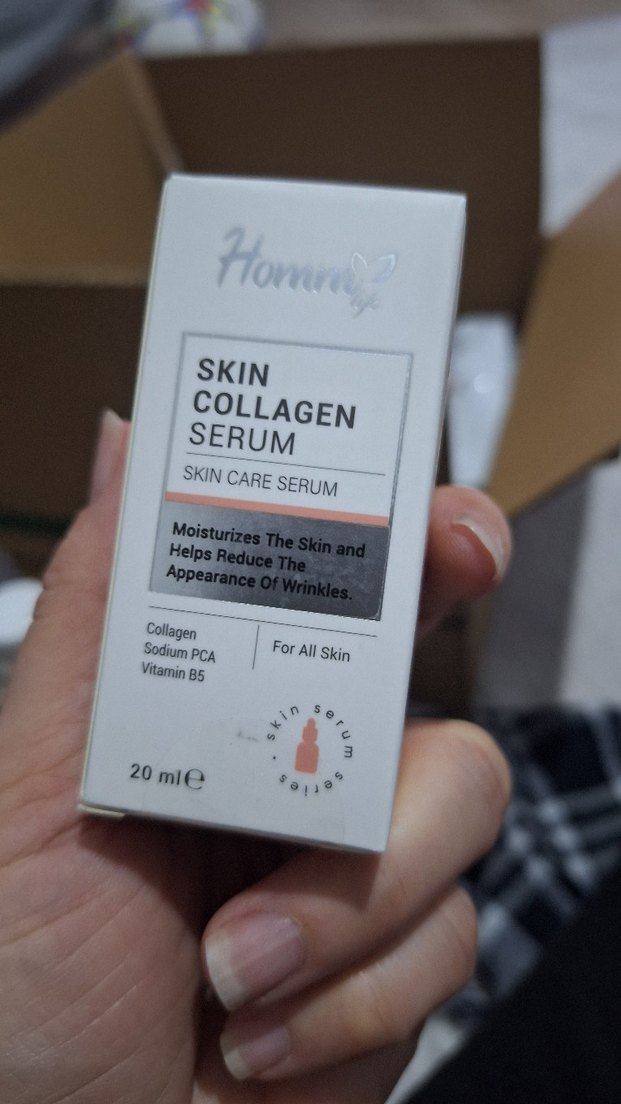 Homm life
SKIN
COLLAGEN
SERUM
SKIN CARE SERUM
Moisturizes The Skin and
Helps Reduce The
Appearance Of Wrinkles.
Collagen
Sodium PCA
Vitamin B5
For All Skin
20 ml℮
skin serum series •